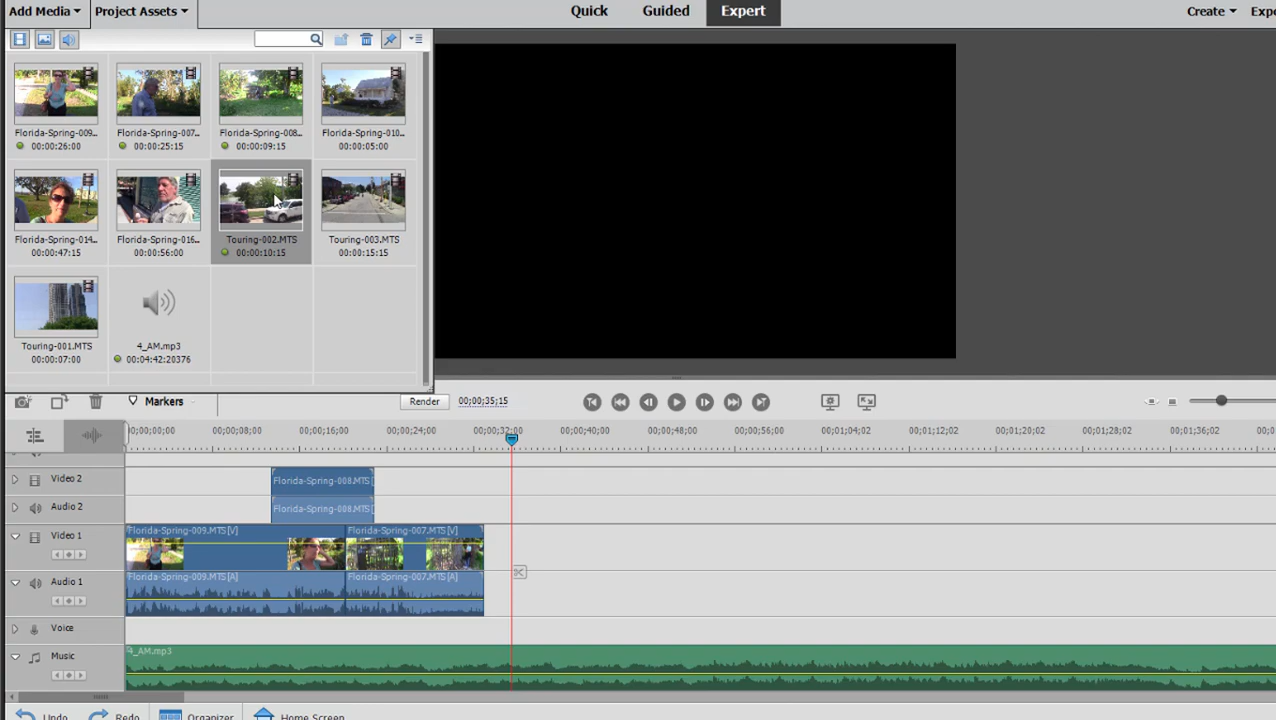 Add Media Project Assets Quick Guided Expert Create Expo
Florida-Spring-009... Florida-Spring-007... Florida-Spring-008... Florida-Spring-010...
00:00:26:00 00:00:25:15 00:00:09:15 00:00:05:00
Florida-Spring-014... Florida-Spring-016... Touring-002.MTS Touring-003.MTS
00:00:47:15 00:00:56:00 00:00:10:15 00:00:15:15
Touring-001.MTS 4_AM.mp3
00:00:07:00 00:04:42:20376
Markers Render 00;00;35;15
;00;00;00 00;00;08;00 00;00;16;00 00;00;24;00 00;00;32;00 00;00;40;00 00;00;48;00 00;00;56;00 00;01;04;02 00;01;12;02 00;01;20;02 00;01;28;02 00;01;36;02 00;0
Video 2 Florida-Spring-008.MTS [
Audio 2 Florida-Spring-008.MTS [
Florida-Spring-009.MTS [V] Florida-Spring-007.MTS [V]
Video 1
Florida-Spring-009.MTS [A] Florida-Spring-007.MTS [A]
Audio 1
Voice
4_AM.mp3
Music
Undo Redo Organizer Home Screen